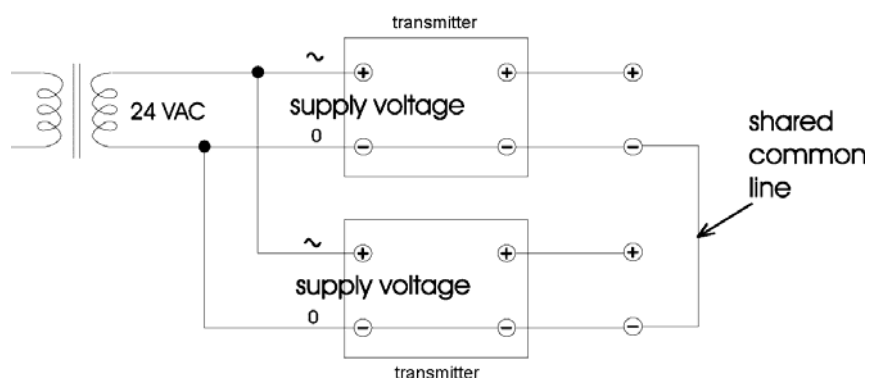 transmitter
~
+
+
+
24 VAC
supply voltage
0
−
−
−
shared
common
line
~
+
+
+
supply voltage
0
−
−
−
transmitter